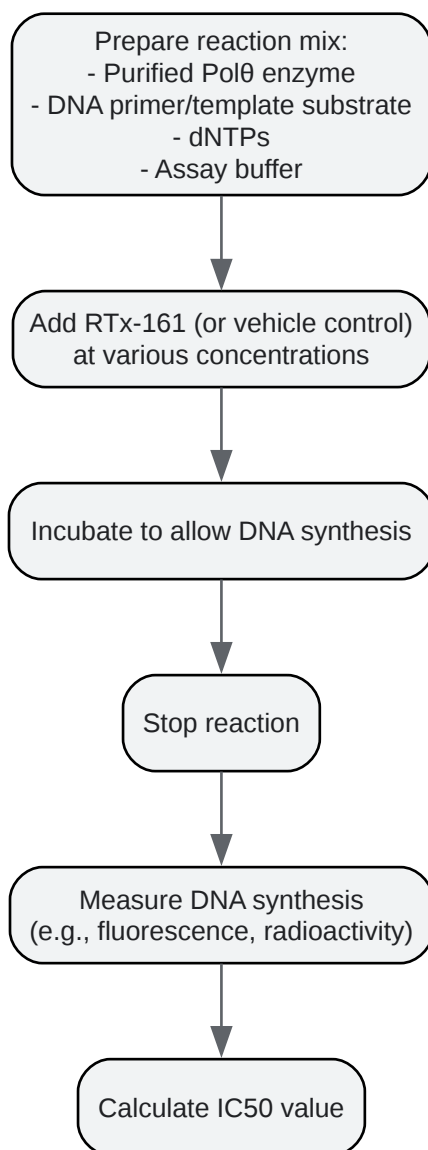 Prepare reaction mix:
- Purified Polθ enzyme
- DNA primer/template substrate
- dNTPs
- Assay buffer
Add RTx-161 (or vehicle control)
at various concentrations
Incubate to allow DNA synthesis
Stop reaction
Measure DNA synthesis
(e.g., fluorescence, radioactivity)
Calculate IC50 value